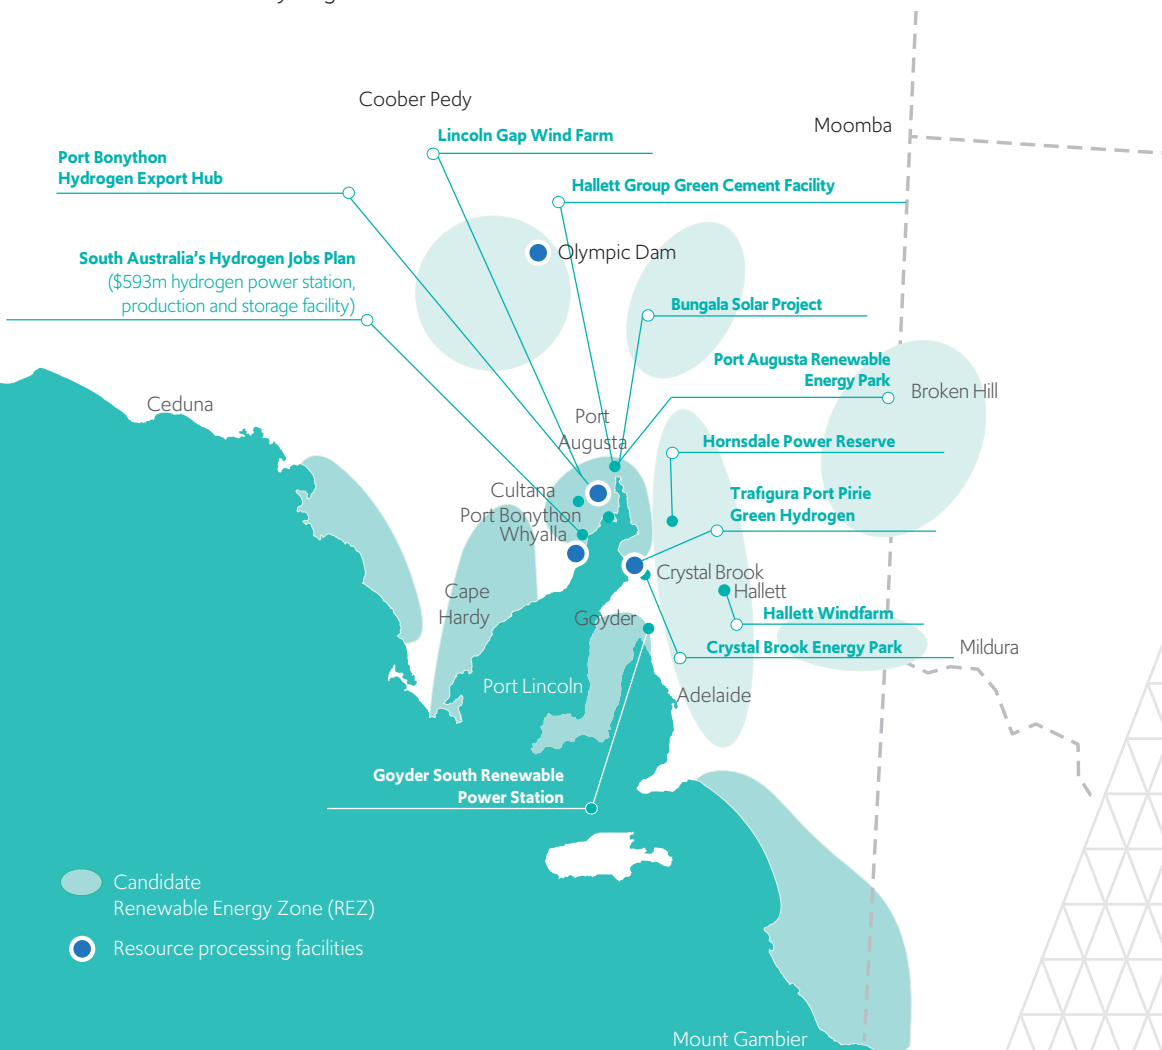 Coober Pedy
Moomba
Lincoln Gap Wind Farm
Port Bonython
Hydrogen Export Hub
Hallett Group Green Cement Facility
South Australia's Hydrogen Jobs Plan
($593m hydrogen power station,
production and storage facility)
Olympic Dam
Bungala Solar Project
Port Augusta Renewable
Energy Park
Broken Hill
Ceduna
Port
Augusta
Hornsdale Power Reserve
Cultana
Port Bonython
Whyalla
Trafigura Port Pirie
Green Hydrogen
Crystal Brook
Hallett
Cape
Hardy
Goyder
Hallett Windfarm
Crystal Brook Energy Park
Mildura
Port Lincoln
Adelaide
Goyder South Renewable
Power Station
Candidate
Renewable Energy Zone (REZ)
Resource processing facilities
Mount Gambier